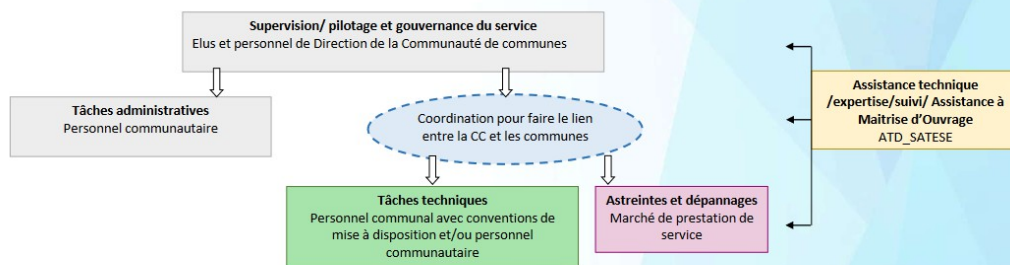 Supervision/ pilotage et gouvernance du service
Elus et personnel de Direction de la Communauté de communes
Tâches administratives
Personnel communautaire
Coordination pour faire le lien
entre la CC et les communes
Assistance technique
/expertise/suivi/ Assistance à
Maitrise d’Ouvrage
ATD_SATESE
Tâches techniques
Personnel communal avec conventions de
mise à disposition et/ou personnel
communautaire
Astreintes et dépannages
Marché de prestation de
service